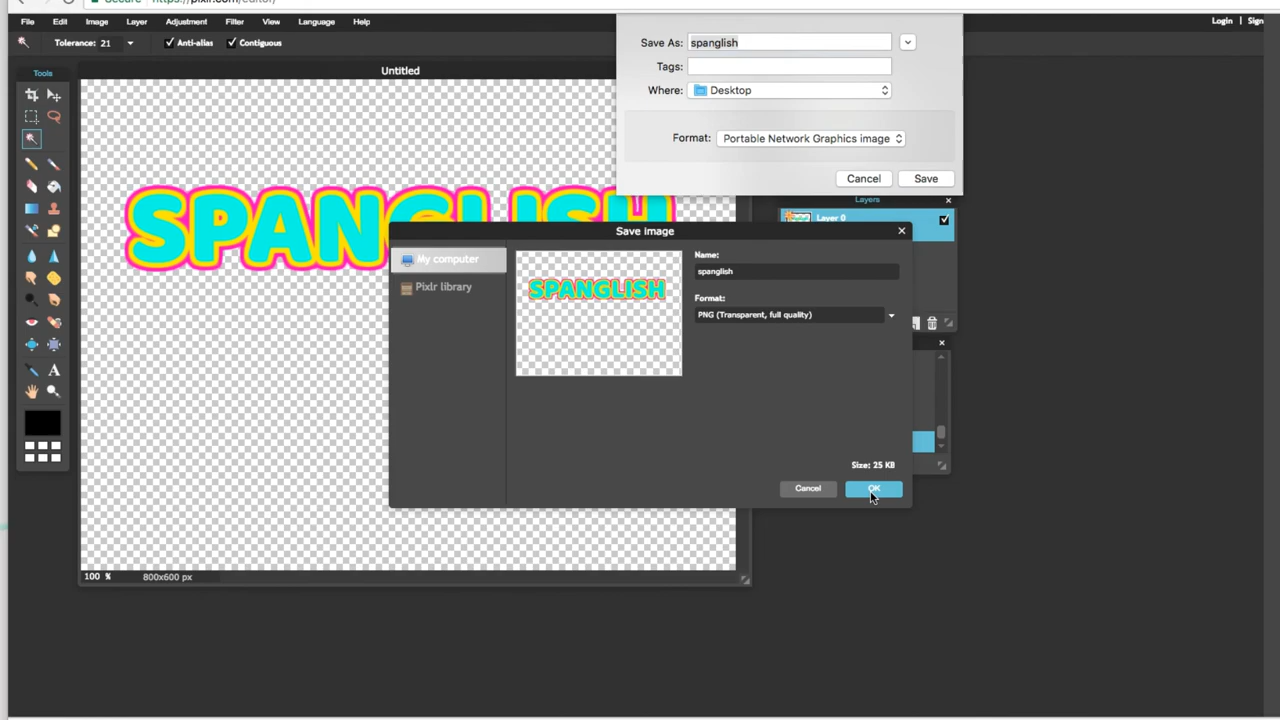 Secure https://pixlr.com/editor/
File Edit Image Layer Adjustment Filter View Language Help
Login | Sign
Tolerance: 21 Anti-alias Contiguous
Save As: spanglish
Tags:
Where: Desktop
Format: Portable Network Graphics image
Cancel Save
Tools
Untitled
SPANGLISH
Layers
Layer 0
Save image
My computer
Pixlr library
SPANGLISH
Name:
spanglish
Format:
PNG (Transparent, full quality)
Size: 25 KB
Cancel OK
A
100 % 800x600 px